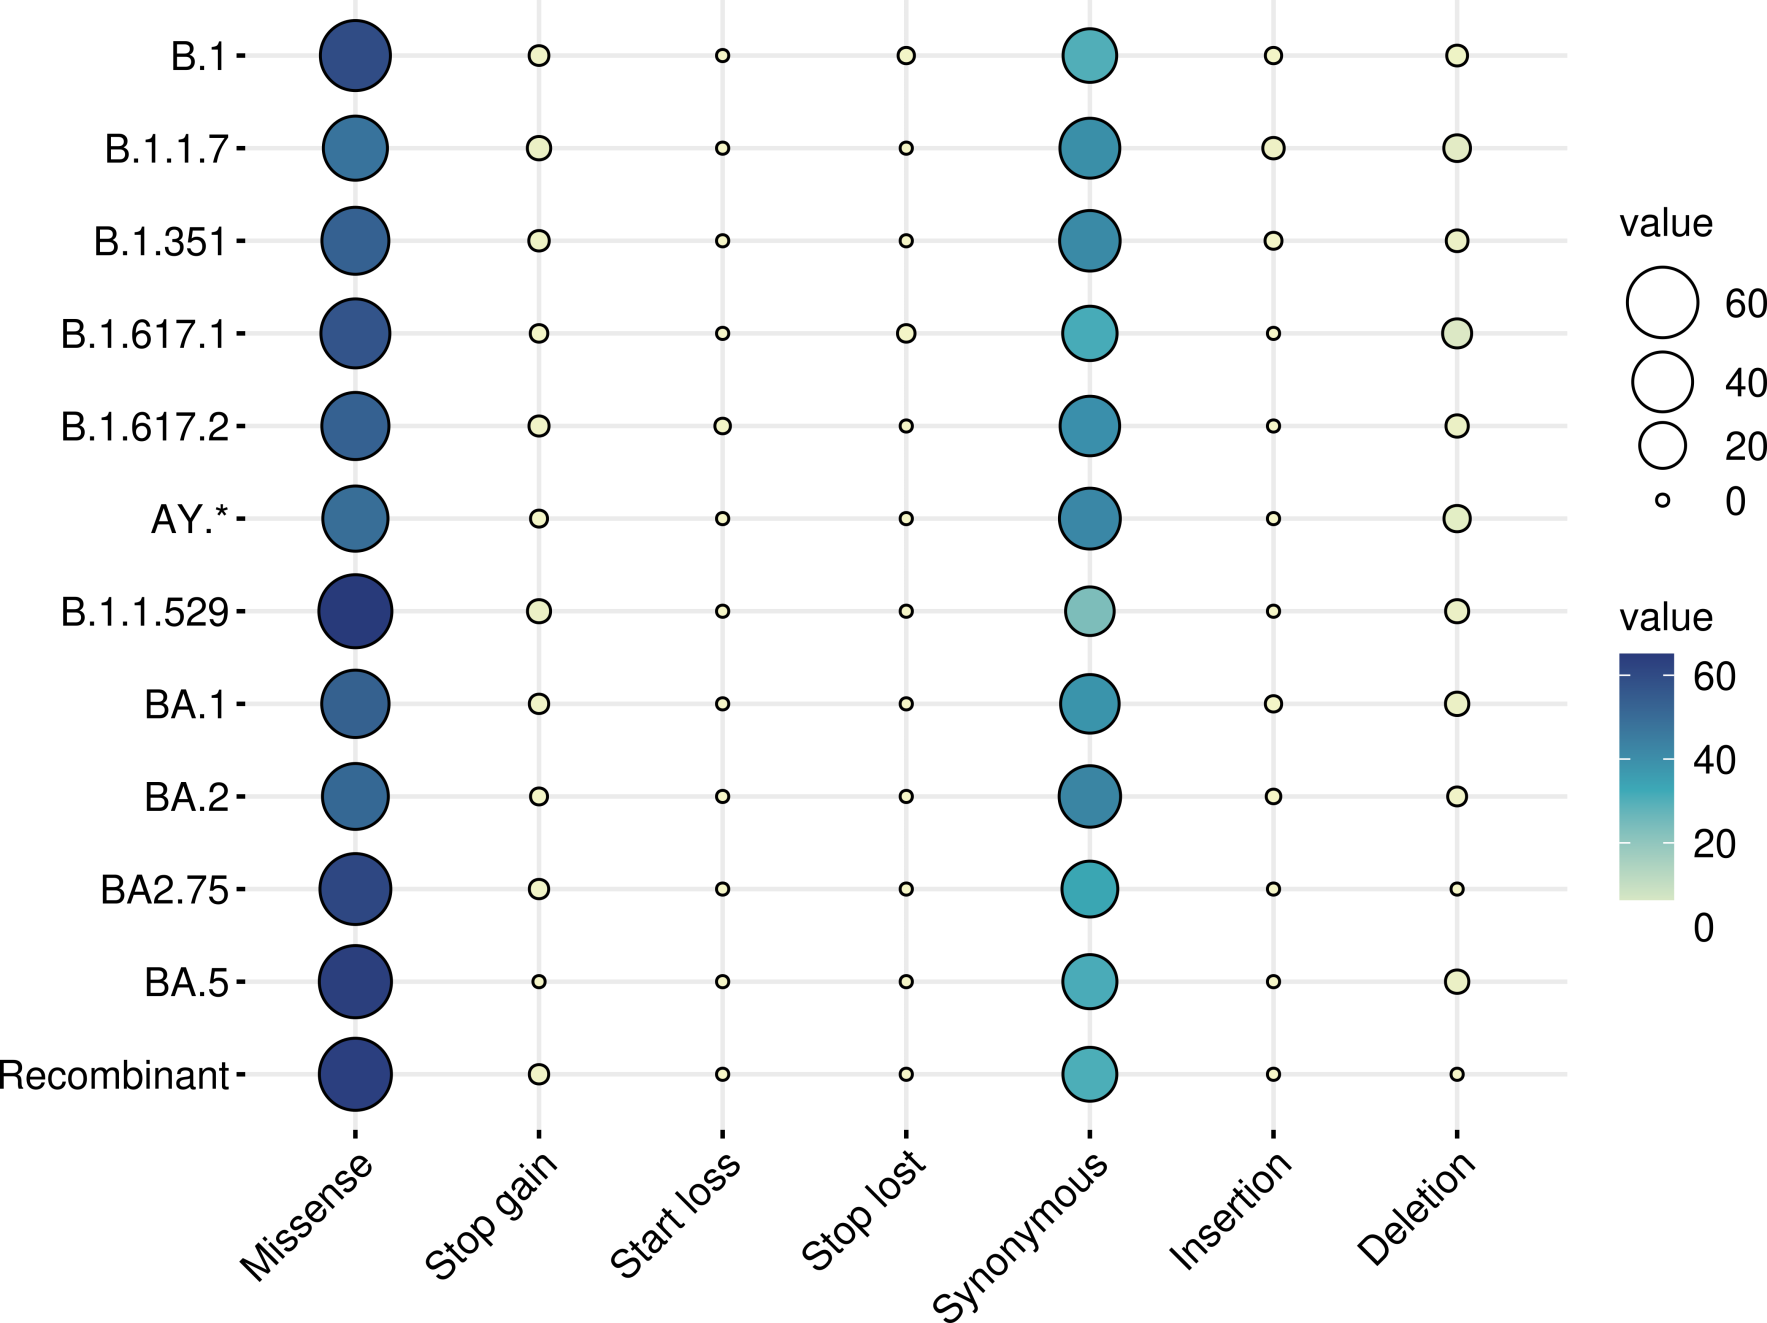 B.1
B.1.1.7
B.1.351
B.1.617.1
B.1.617.2
AY.*
B.1.1.529
BA.1
BA.2
BA2.75
BA.5
Recombinant
Missense
Stop gain
Start loss
Stop lost
Synonymous
Insertion
Deletion
value
60
40
20
0
value
60
40
20
0